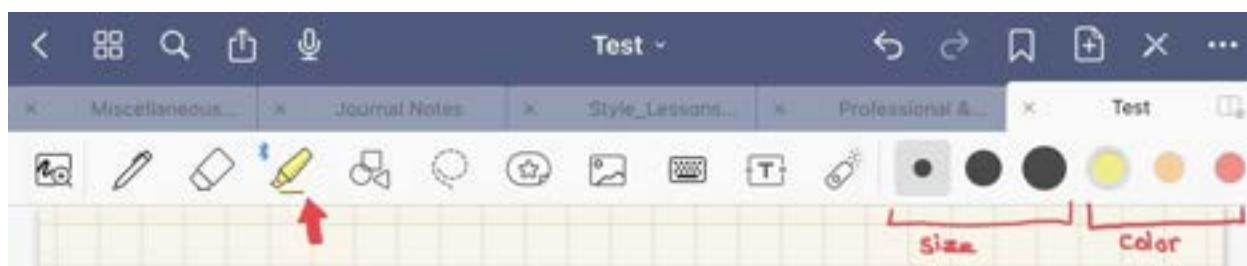 Test
Miscellaneous... Journal Notes Style_Lessons... Professional &... Test
T
size color